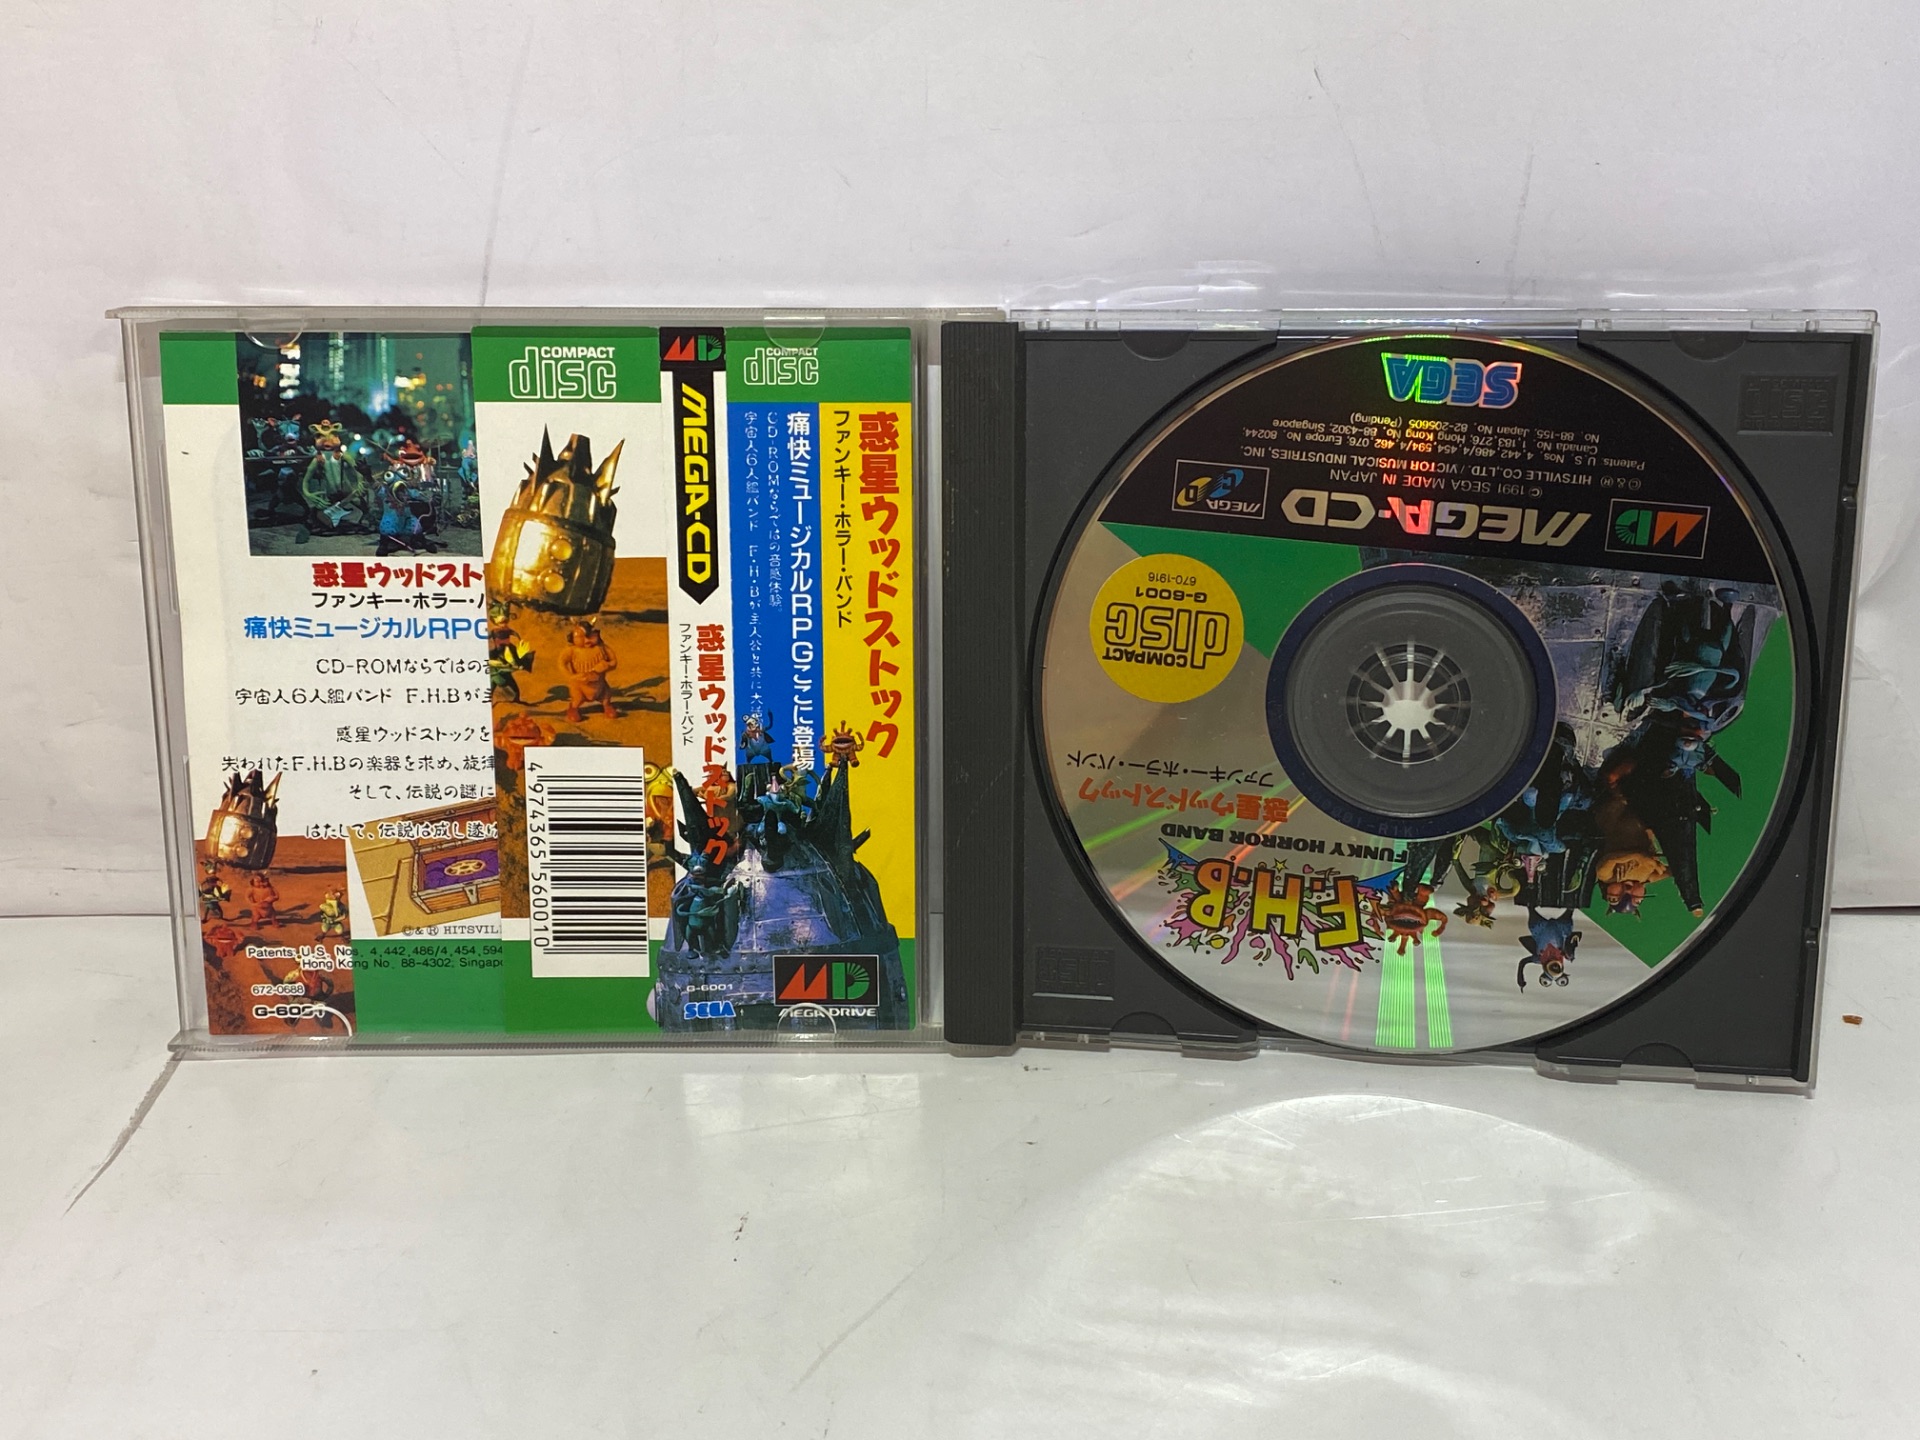 惑星ウッドスト
ファンキー・ホラー・
痛快ミュージカルRPG
CD-ROMならではの音
宇宙人6人組バンド F.H.Bが主
惑星ウッドストックを
失われたF.H.Bの楽器を求め、旋律
そして、伝説の謎に
はたして、伝説は成し遂げ
© & ℗ HITSVIL
Patents: U.S. Nos. 4,442,486/4,454,594
Hong Kong No. 88-4302, Singapo
672-0688
G-6001
COMPACT
disc
4 974365 560010
MD
MEGA-CD
惑星ウッドストック
ファンキー・ホラー・バンド
G-6001
SEGA
COMPACT
disc
惑星ウッドストック
ファンキー・ホラー・バンド
痛快ミュージカルRPGここに登場
CD-ROMならではの音感体験
宇宙人6人組バンド F・H・Bが主人公と共に大
MD
MEGA DRIVE
F.H.B
FUNKY HORROR BAND
惑星ウッドストック
ファンキー・ホラー・バンド
COMPACT
disc
G-6001
670-1916
MD
MEGA-CD
MEGA CD
© 1991 SEGA MADE IN JAPAN
© & ℗ HITSVILLE CO.,LTD./VICTOR MUSICAL INDUSTRIES, INC.
Patents: U.S. Nos. 4,442,486/4,454,594/4,462,076; Europe No. 80244;
Canada No. 1,183,276; Hong Kong No. 88-4302; Singapore
No. 88-155; Japan No. 82-205605 (Pending)
SEGA